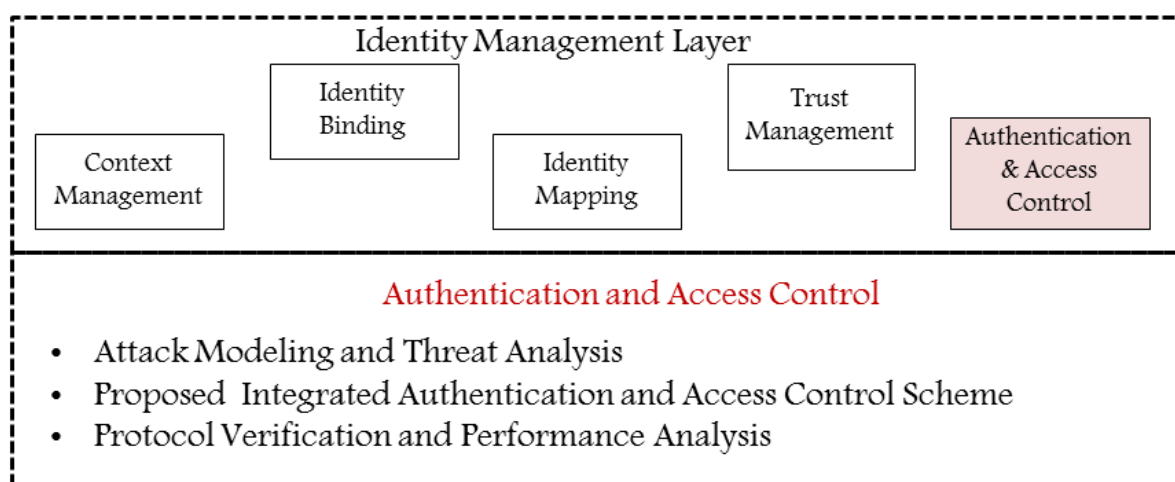 Identity Management Layer
Context
Management
Identity
Binding
Identity
Mapping
Trust
Management
Authentication
& Access
Control
Authentication and Access Control
• Attack Modeling and Threat Analysis
• Proposed Integrated Authentication and Access Control Scheme
• Protocol Verification and Performance Analysis